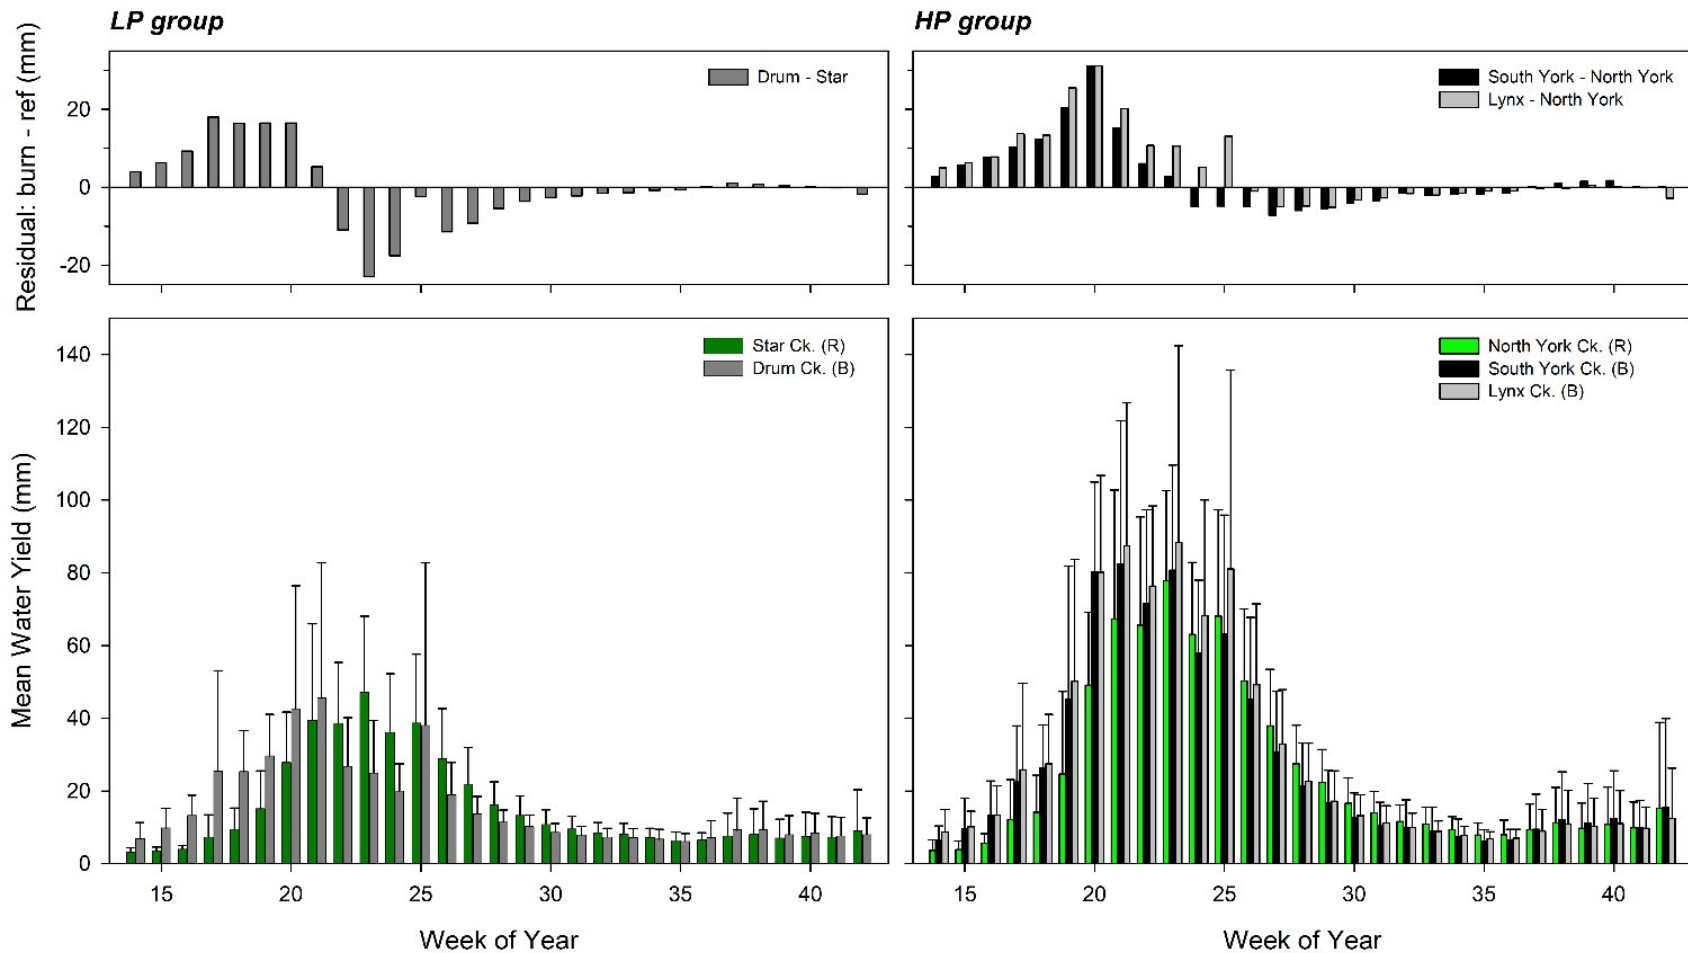 LP group
HP group
Residual: burn - ref (mm)
20
0
-20
Drum - Star
South York - North York
Lynx - North York
Mean Water Yield (mm)
140
120
100
80
60
40
20
0
Star Ck. (R)
Drum Ck. (B)
North York Ck. (R)
South York Ck. (B)
Lynx Ck. (B)
15 20 25 30 35 40
15 20 25 30 35 40
Week of Year
Week of Year